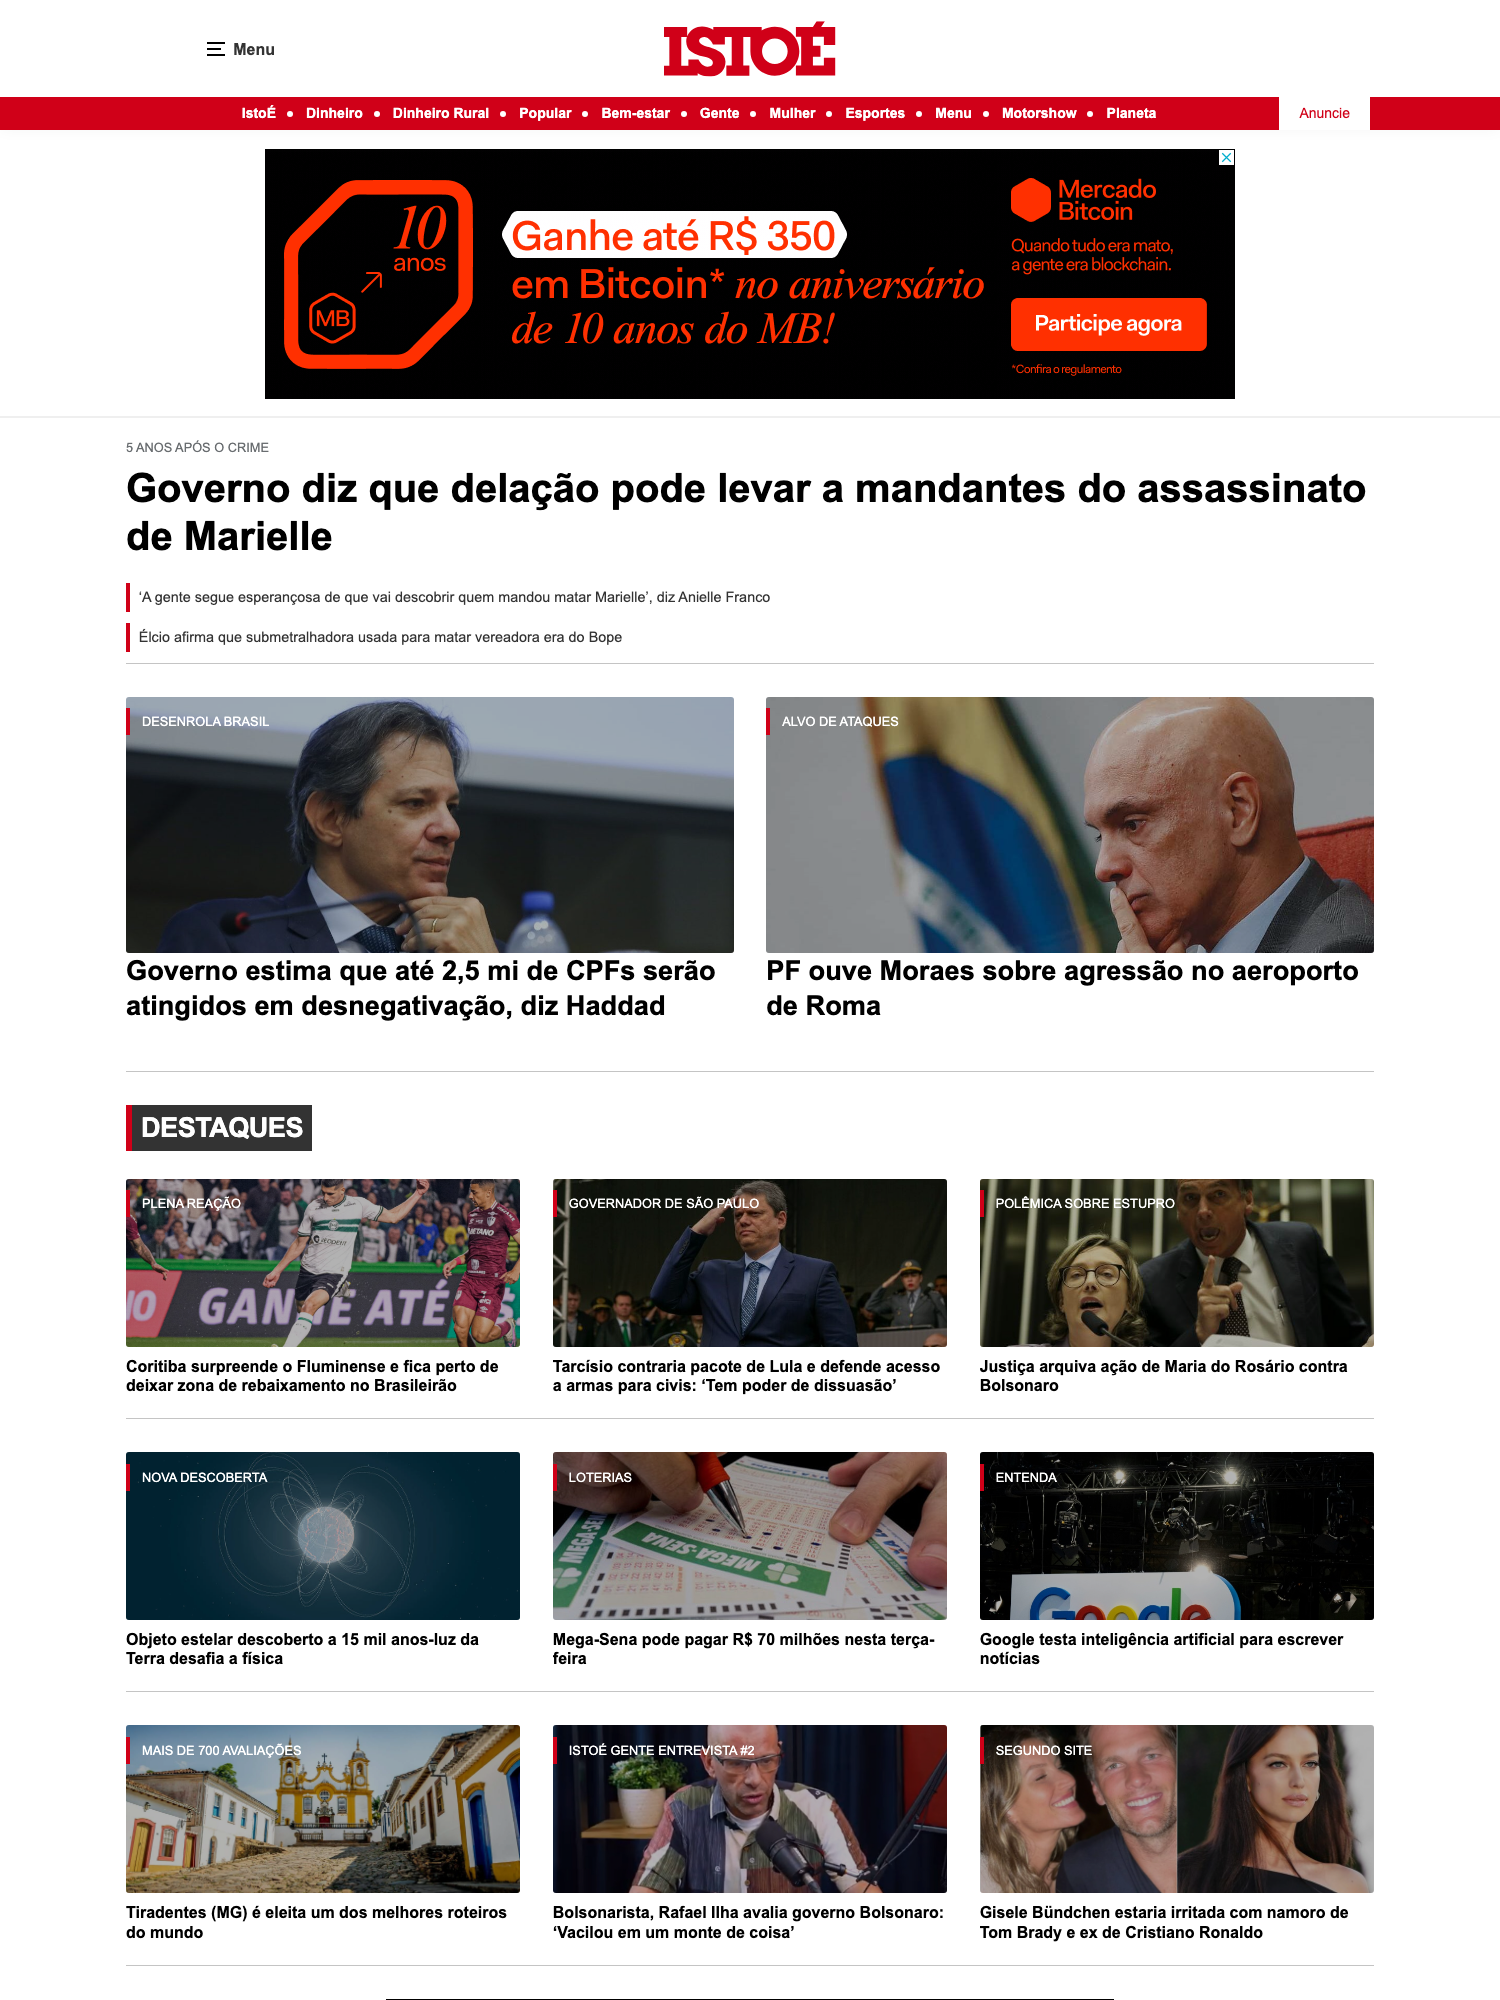 Menu
ISTOÉ
IstoÉ • Dinheiro • Dinheiro Rural • Popular • Bem-estar • Gente • Mulher • Esportes • Menu • Motorshow • Planeta
Anuncie
10
anos
MB
Ganhe até R$ 350
em Bitcoin* no aniversário
de 10 anos do MB!
Mercado
Bitcoin
Quando tudo era mato,
a gente era blockchain.
Participe agora
*Confira o regulamento
5 ANOS APÓS O CRIME
Governo diz que delação pode levar a mandantes do assassinato
de Marielle
‘A gente segue esperançosa de que vai descobrir quem mandou matar Marielle’, diz Anielle Franco
Élcio afirma que submetralhadora usada para matar vereadora era do Bope
DESENROLA BRASIL
Governo estima que até 2,5 mi de CPFs serão
atingidos em desnegativação, diz Haddad
ALVO DE ATAQUES
PF ouve Moraes sobre agressão no aeroporto
de Roma
DESTAQUES
PLENA REAÇÃO
GANHE ATÉ
Coritiba surpreende o Fluminense e fica perto de
deixar zona de rebaixamento no Brasileirão
GOVERNADOR DE SÃO PAULO
Tarcísio contraria pacote de Lula e defende acesso
a armas para civis: ‘Tem poder de dissuasão’
POLÊMICA SOBRE ESTUPRO
Justiça arquiva ação de Maria do Rosário contra
Bolsonaro
NOVA DESCOBERTA
Objeto estelar descoberto a 15 mil anos-luz da
Terra desafia a física
LOTERIAS
MEGA-SENA
MEGA-SENA
Mega-Sena pode pagar R$ 70 milhões nesta terça-
feira
ENTENDA
Google
Google testa inteligência artificial para escrever
notícias
MAIS DE 700 AVALIAÇÕES
Tiradentes (MG) é eleita um dos melhores roteiros
do mundo
ISTOÉ GENTE ENTREVISTA #2
Bolsonarista, Rafael Ilha avalia governo Bolsonaro:
‘Vacilou em um monte de coisa’
SEGUNDO SITE
Gisele Bündchen estaria irritada com namoro de
Tom Brady e ex de Cristiano Ronaldo